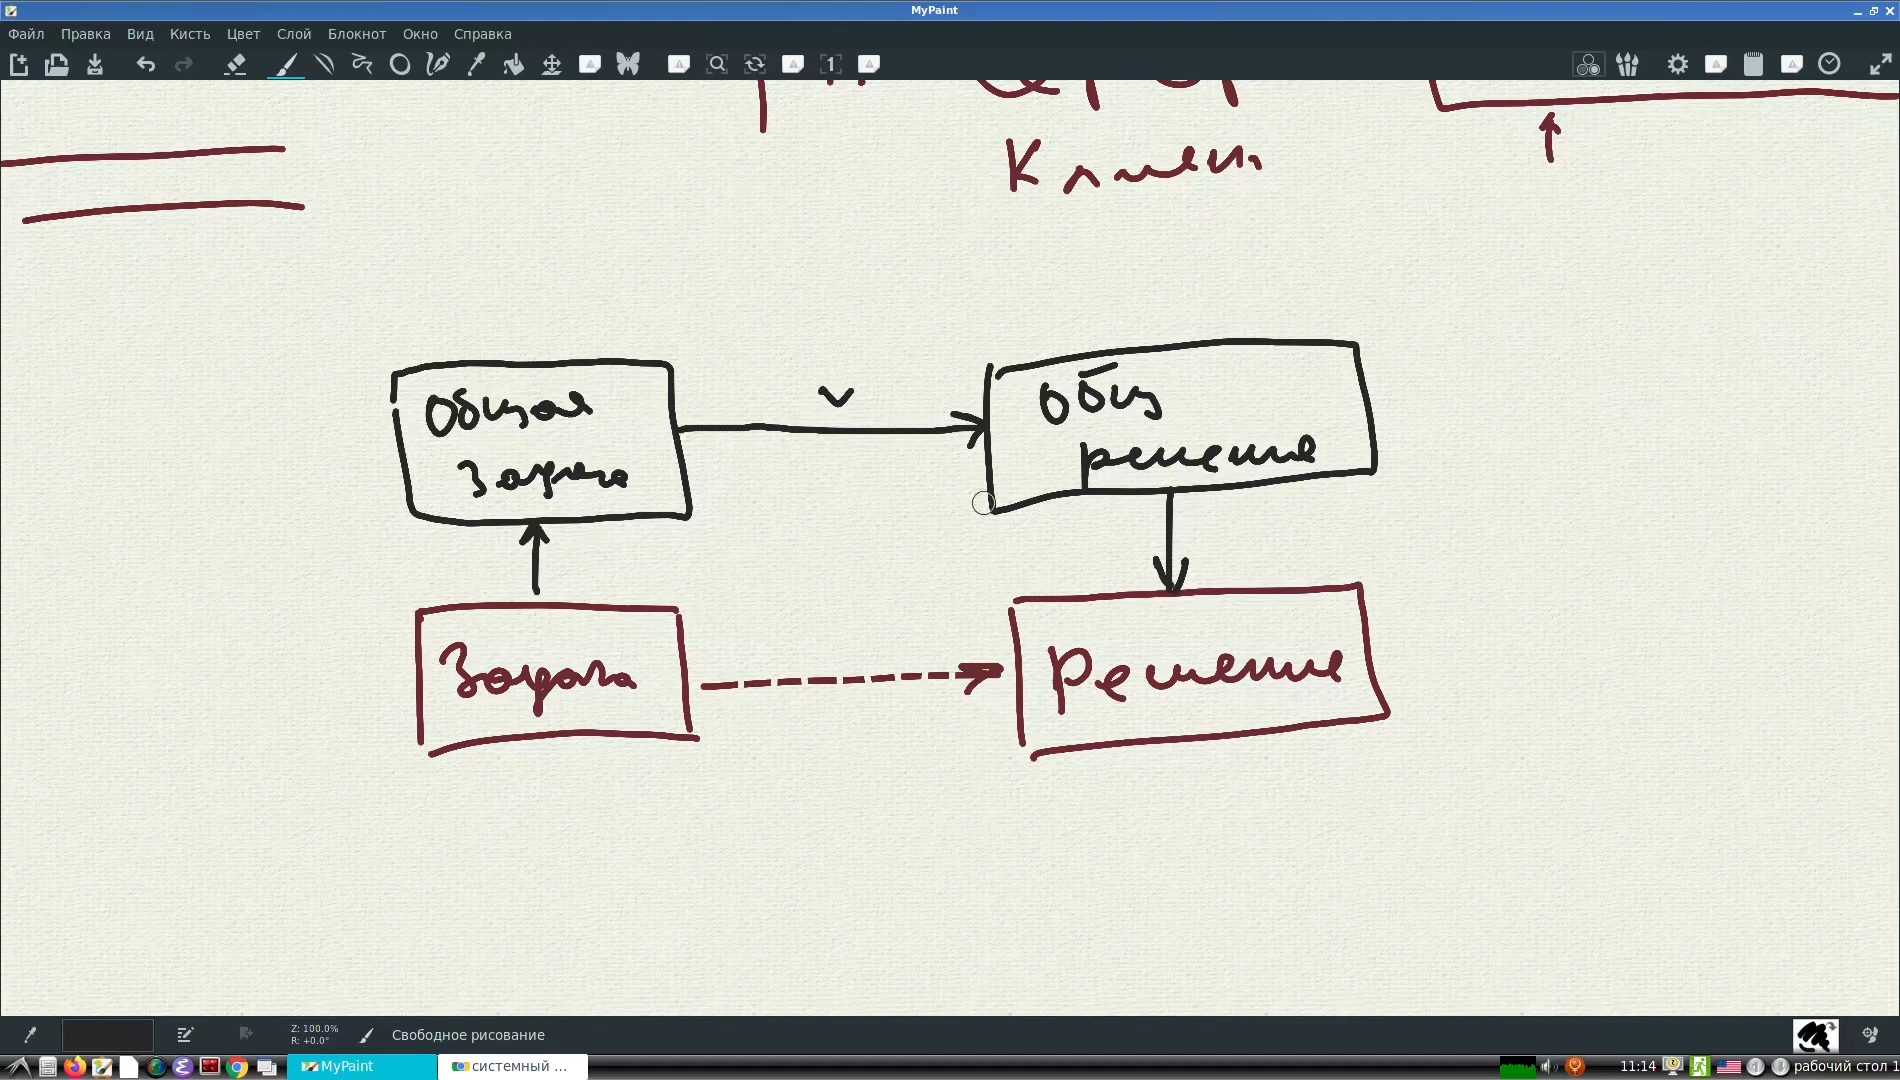 MyPaint
Файл Правка Вид Кисть Цвет Слой Блокнот Окно Справка
1
Общая
задача
Общ
решение
Задача
Решение
Z: 100.0%
R: +0.0°
Свободное рисование
MyPaint
системный ...
11:14
рабочий стол 1